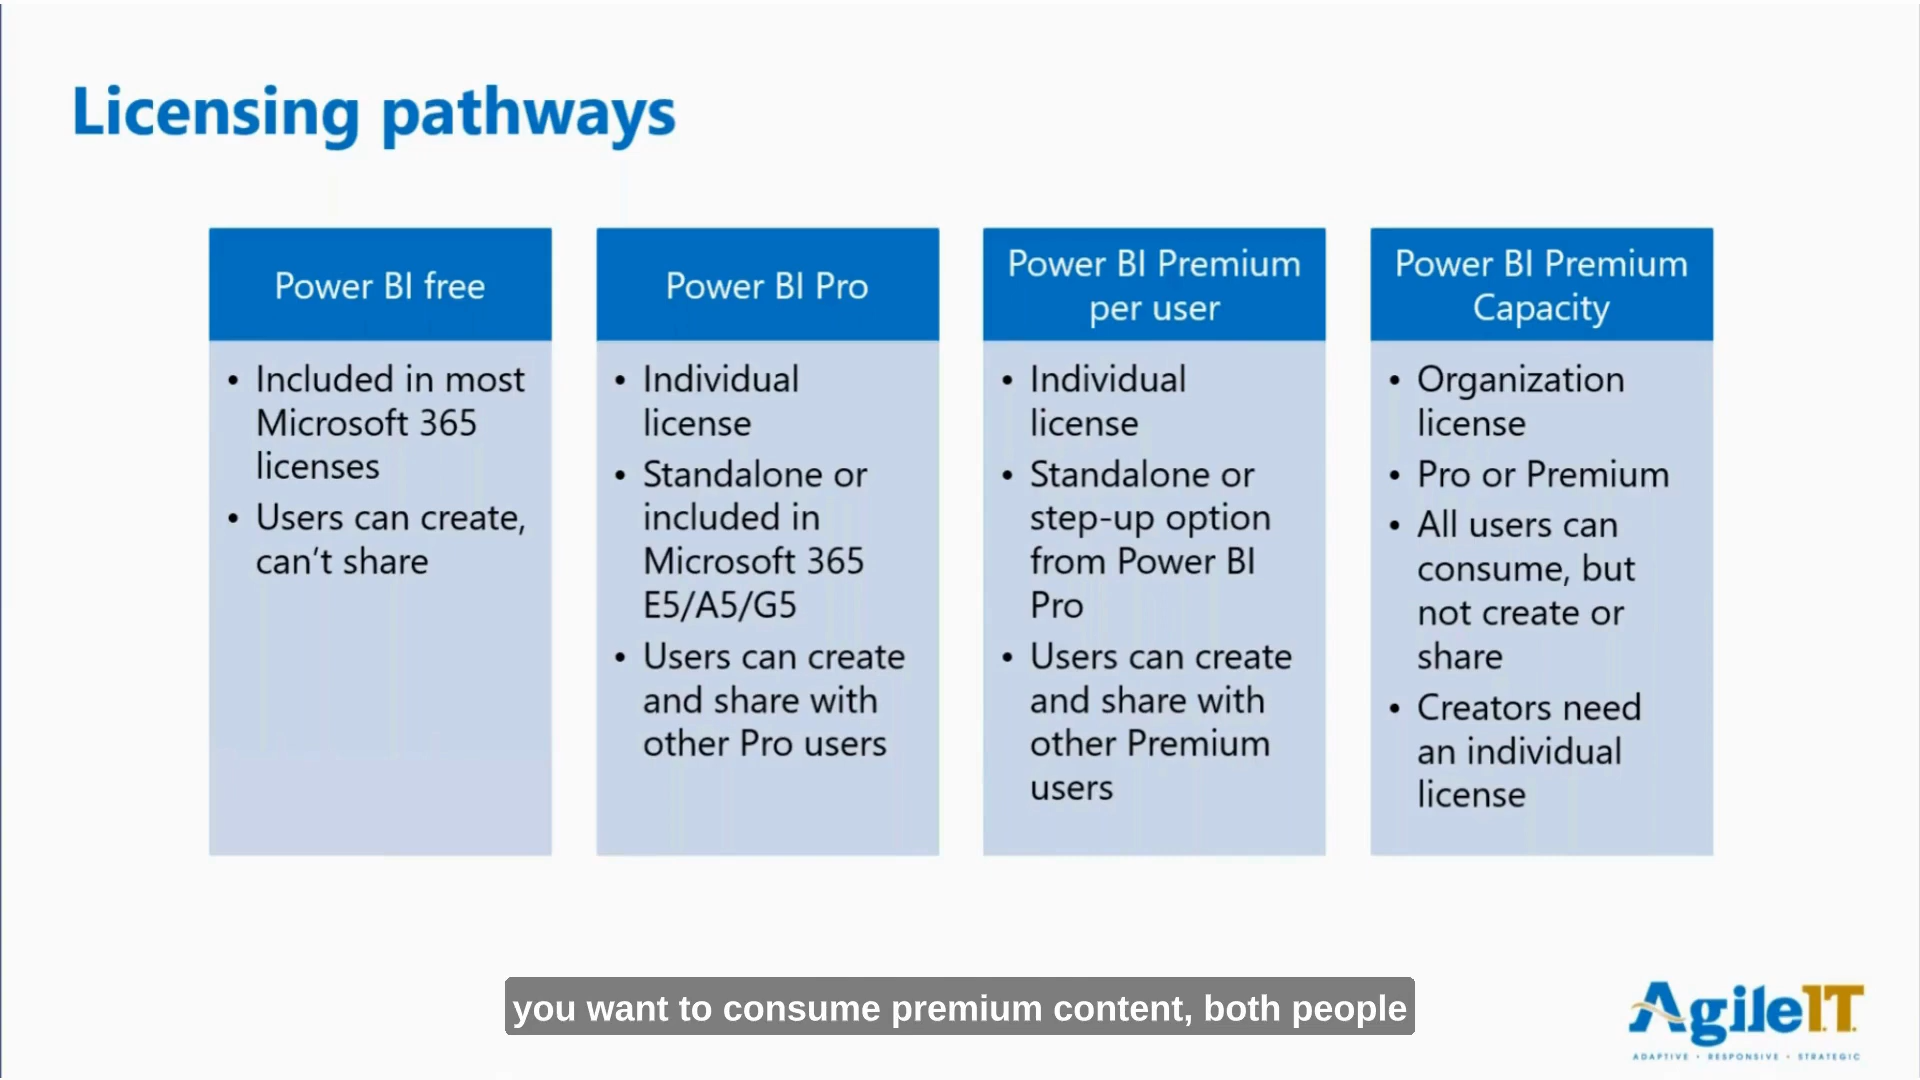 Licensing pathways
Power BI free
• Included in most
Microsoft 365
licenses
• Users can create,
can't share
Power BI Pro
• Individual
license
• Standalone or
included in
Microsoft 365
E5/A5/G5
• Users can create
and share with
other Pro users
Power BI Premium
per user
• Individual
license
• Standalone or
step-up option
from Power BI
Pro
• Users can create
and share with
other Premium
users
Power BI Premium
Capacity
• Organization
license
• Pro or Premium
• All users can
consume, but
not create or
share
• Creators need
an individual
license
you want to consume premium content, both people
AgileI.T.
ADAPTIVE • RESPONSIVE • STRATEGIC